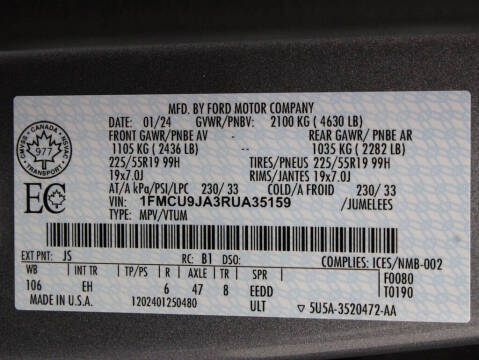 MFD. BY FORD MOTOR COMPANY
DATE: 01/24 GVWR/PNBV: 2100 KG ( 4630 LB)
FRONT GAWR/PNBE AV REAR GAWR/ PNBE AR
1105 KG ( 2436 LB) 1035 KG ( 2282 LB)
225/55R19 99H TIRES/PNEUS 225/55R19 99H
19x7.0J RIMS/JANTES 19x7.0J
AT/A kPa/PSI/LPC 230/ 33 COLD/A FROID 230/ 33
VIN: 1FMCU9JA3RUA35159 /JUMELEES
TYPE: MPV/VTUM
CMVSS · CANADA · NSVAC
977
TRANSPORT
EC
EXT PNT: JS RC: B1 DSO: COMPLIES: ICES/NMB-002
WB INT TR TP/PS R AXLE TR SPR F0080
106 EH 6 47 8 EEDD T0190
MADE IN U.S.A. 1202401250480 ULT ▽ 5U5A-3520472-AA